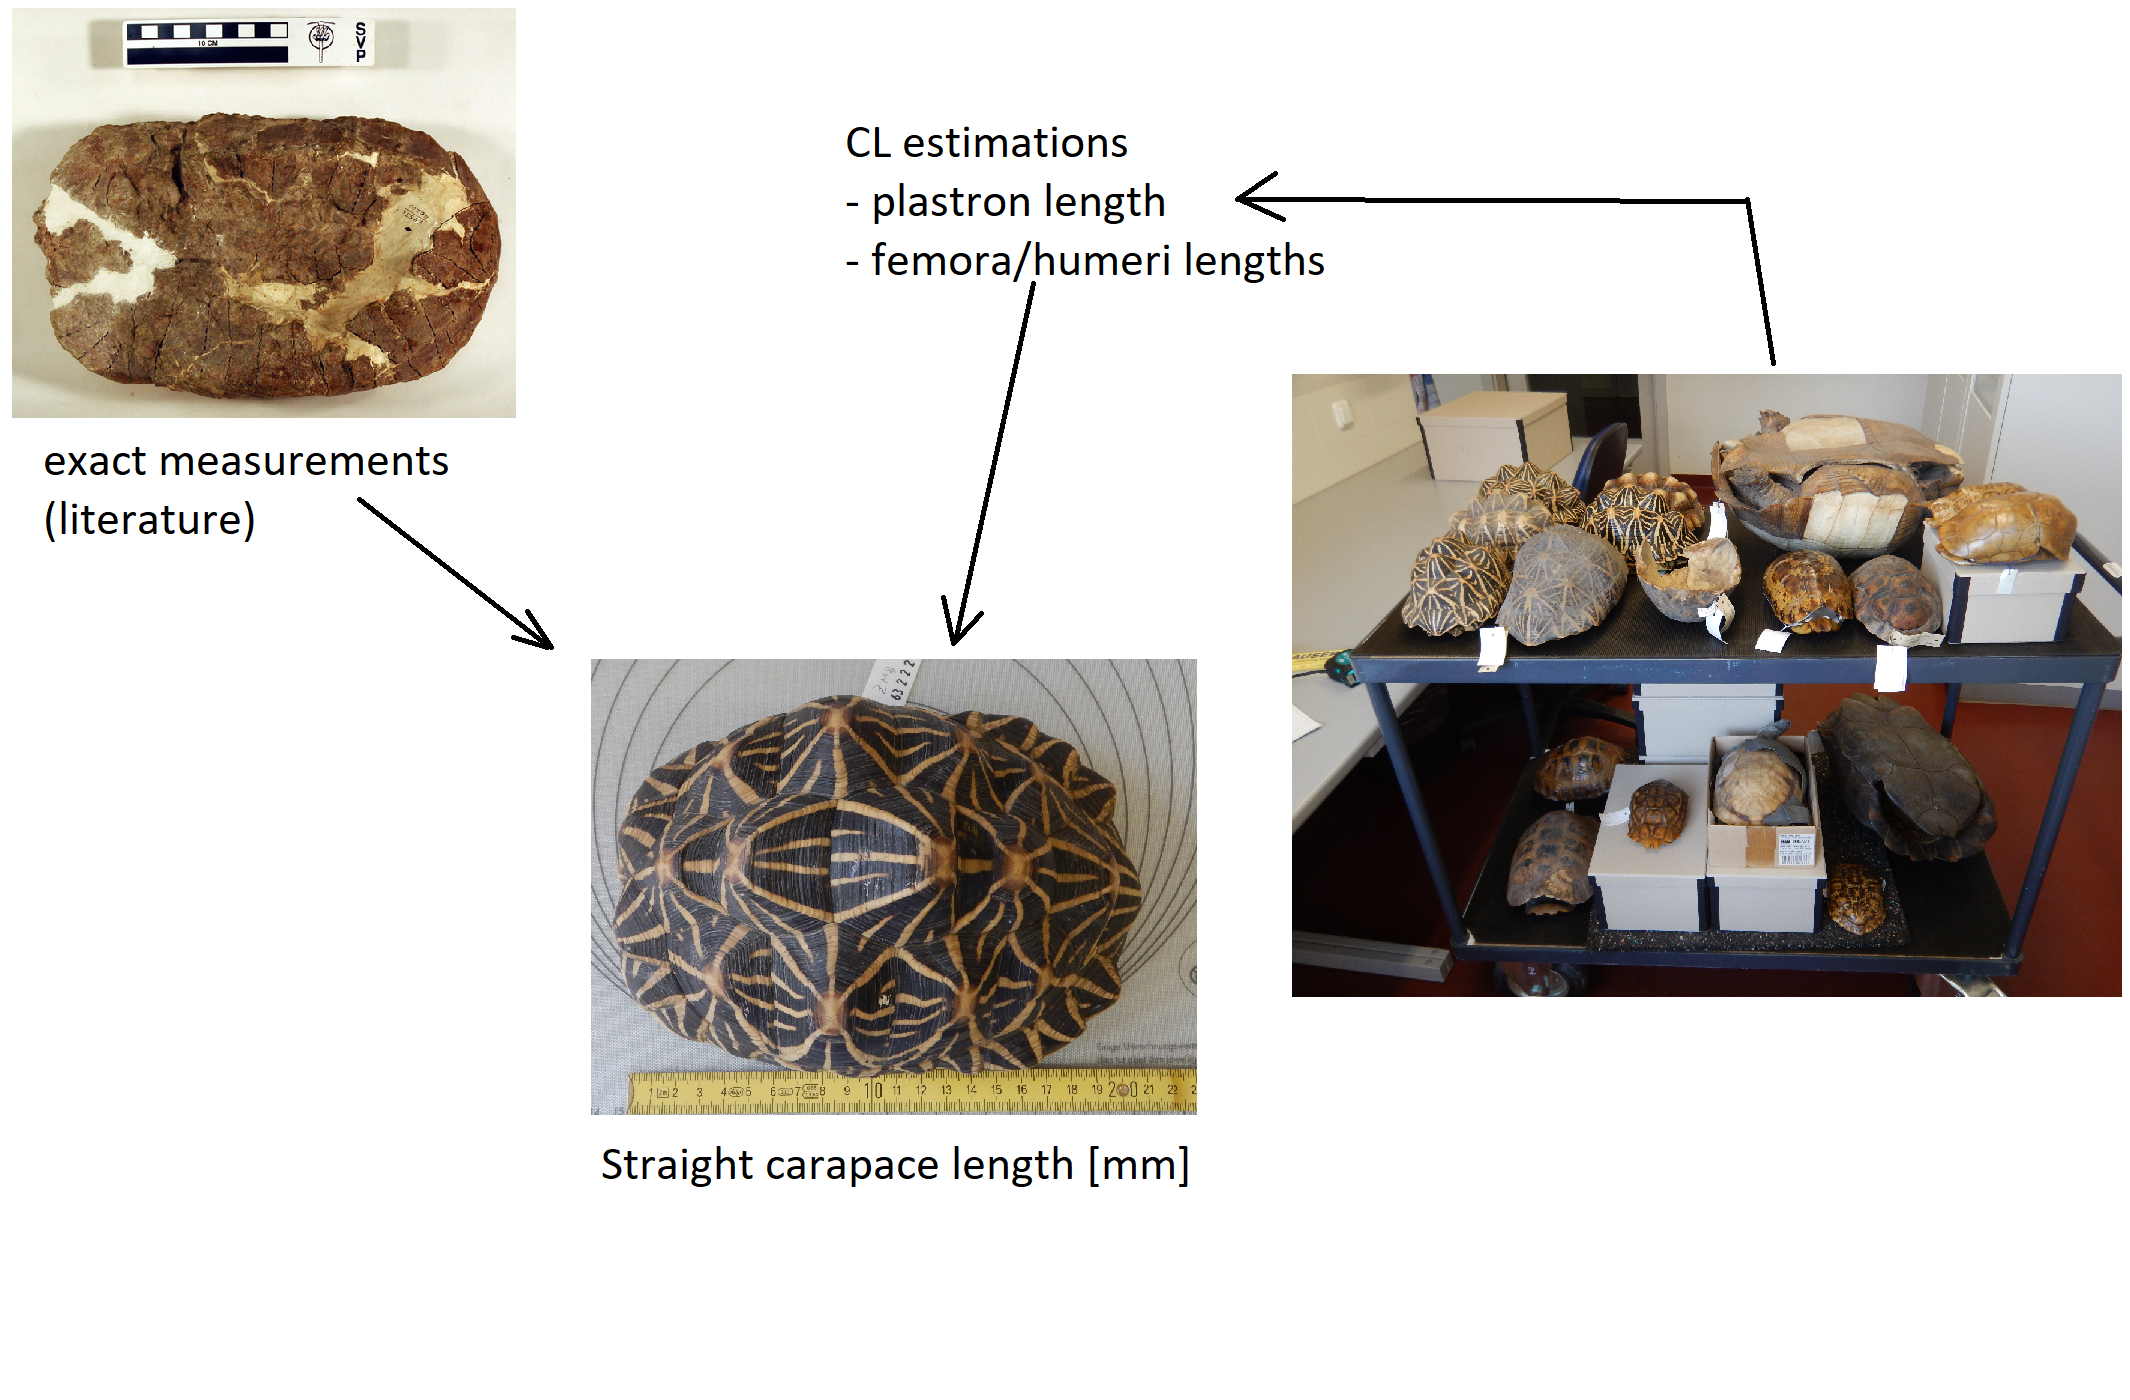 10 CM
SVP
exact measurements
(literature)
CL estimations
- plastron length
- femora/humeri lengths
63222
1 2 3 4 5 6 7 8 9 10 11 12 13 14 15 16 17 18 19 20 21 22
Straight carapace length [mm]